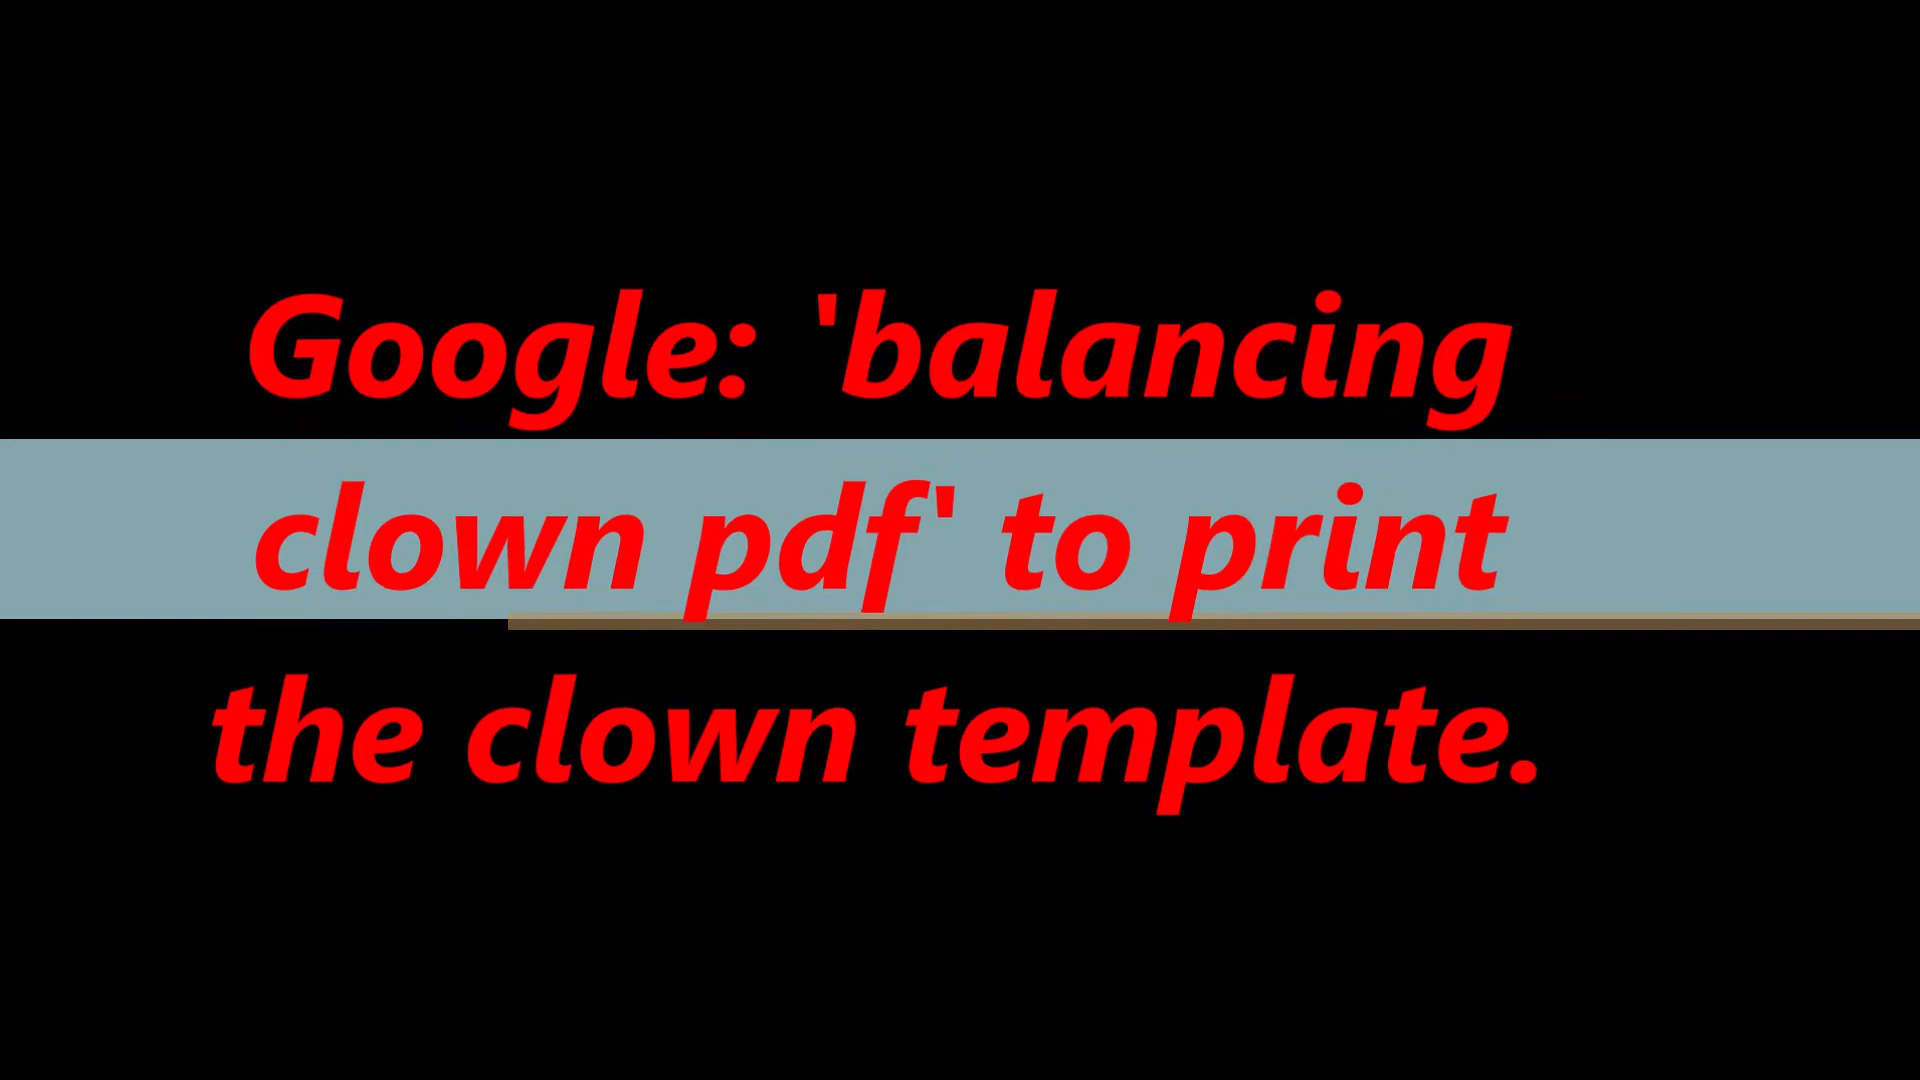 Google: 'balancing
clown pdf' to print
the clown template.